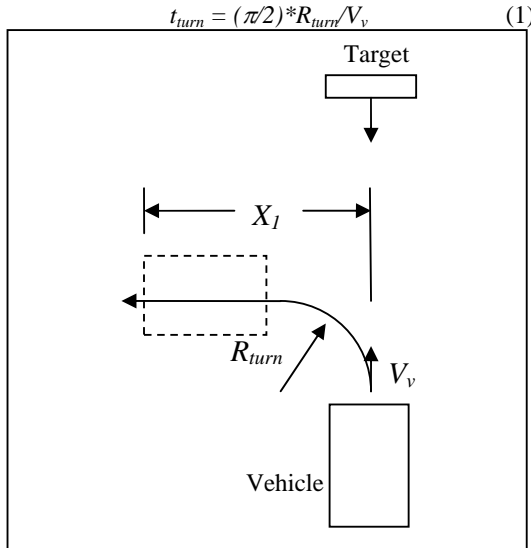 t_turn = (π/2)*R_turn/V_v (1)
Target
X_1
R_turn
V_v
Vehicle